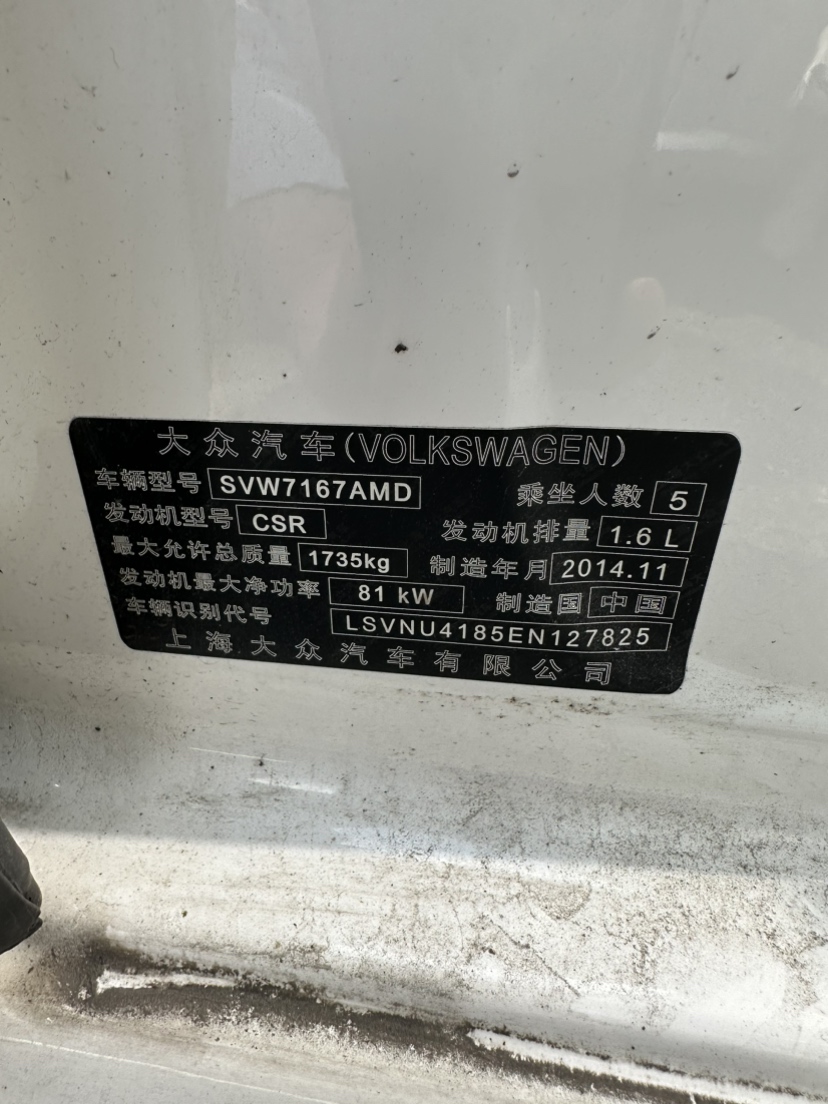 大众汽车(VOLKSWAGEN)
车辆型号 SVW7167AMD 乘坐人数 5
发动机型号 CSR 发动机排量 1.6 L
最大允许总质量 1735kg 制造年月 2014.11
发动机最大净功率 81 kW 制造国 中国
车辆识别代号 LSVNU4185EN127825
上海大众汽车有限公司